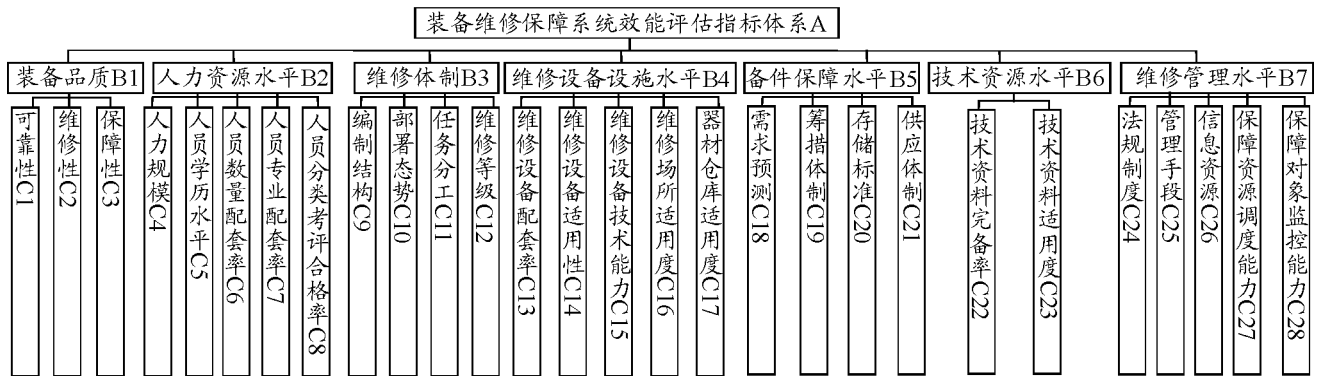 装备维修保障系统效能评估指标体系A
装备品质B1
人力资源水平B2
维修体制B3
维修设备设施水平B4
备件保障水平B5
技术资源水平B6
维修管理水平B7
可靠性C1
维修性C2
保障性C3
人力规模C4
人员学历水平C5
人员数量配套率C6
人员专业配套率C7
人员分类考评合格率C8
编制结构C9
部署态势C10
任务分工C11
维修等级C12
维修设备配套率C13
维修设备适用性C14
维修设备技术能力C15
维修场所适用度C16
器材仓库适用度C17
需求预测C18
筹措体制C19
存储标准C20
供应体制C21
技术资料完备率C22
技术资料适用度C23
法规制度C24
管理手段C25
信息资源C26
保障资源调度能力C27
保障对象监控能力C28